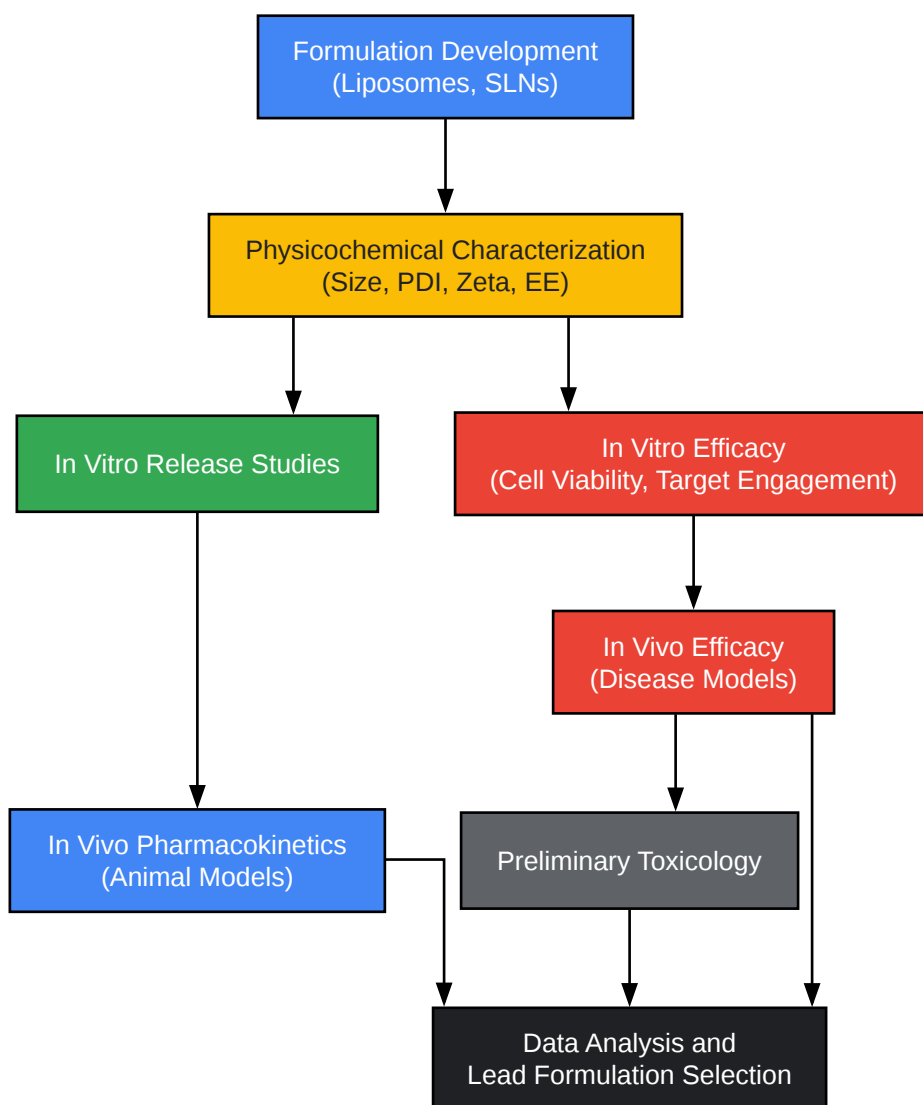 Formulation Development
(Liposomes, SLNs)
Physicochemical Characterization
(Size, PDI, Zeta, EE)
In Vitro Release Studies
In Vitro Efficacy
(Cell Viability, Target Engagement)
In Vivo Efficacy
(Disease Models)
In Vivo Pharmacokinetics
(Animal Models)
Preliminary Toxicology
Data Analysis and
Lead Formulation Selection